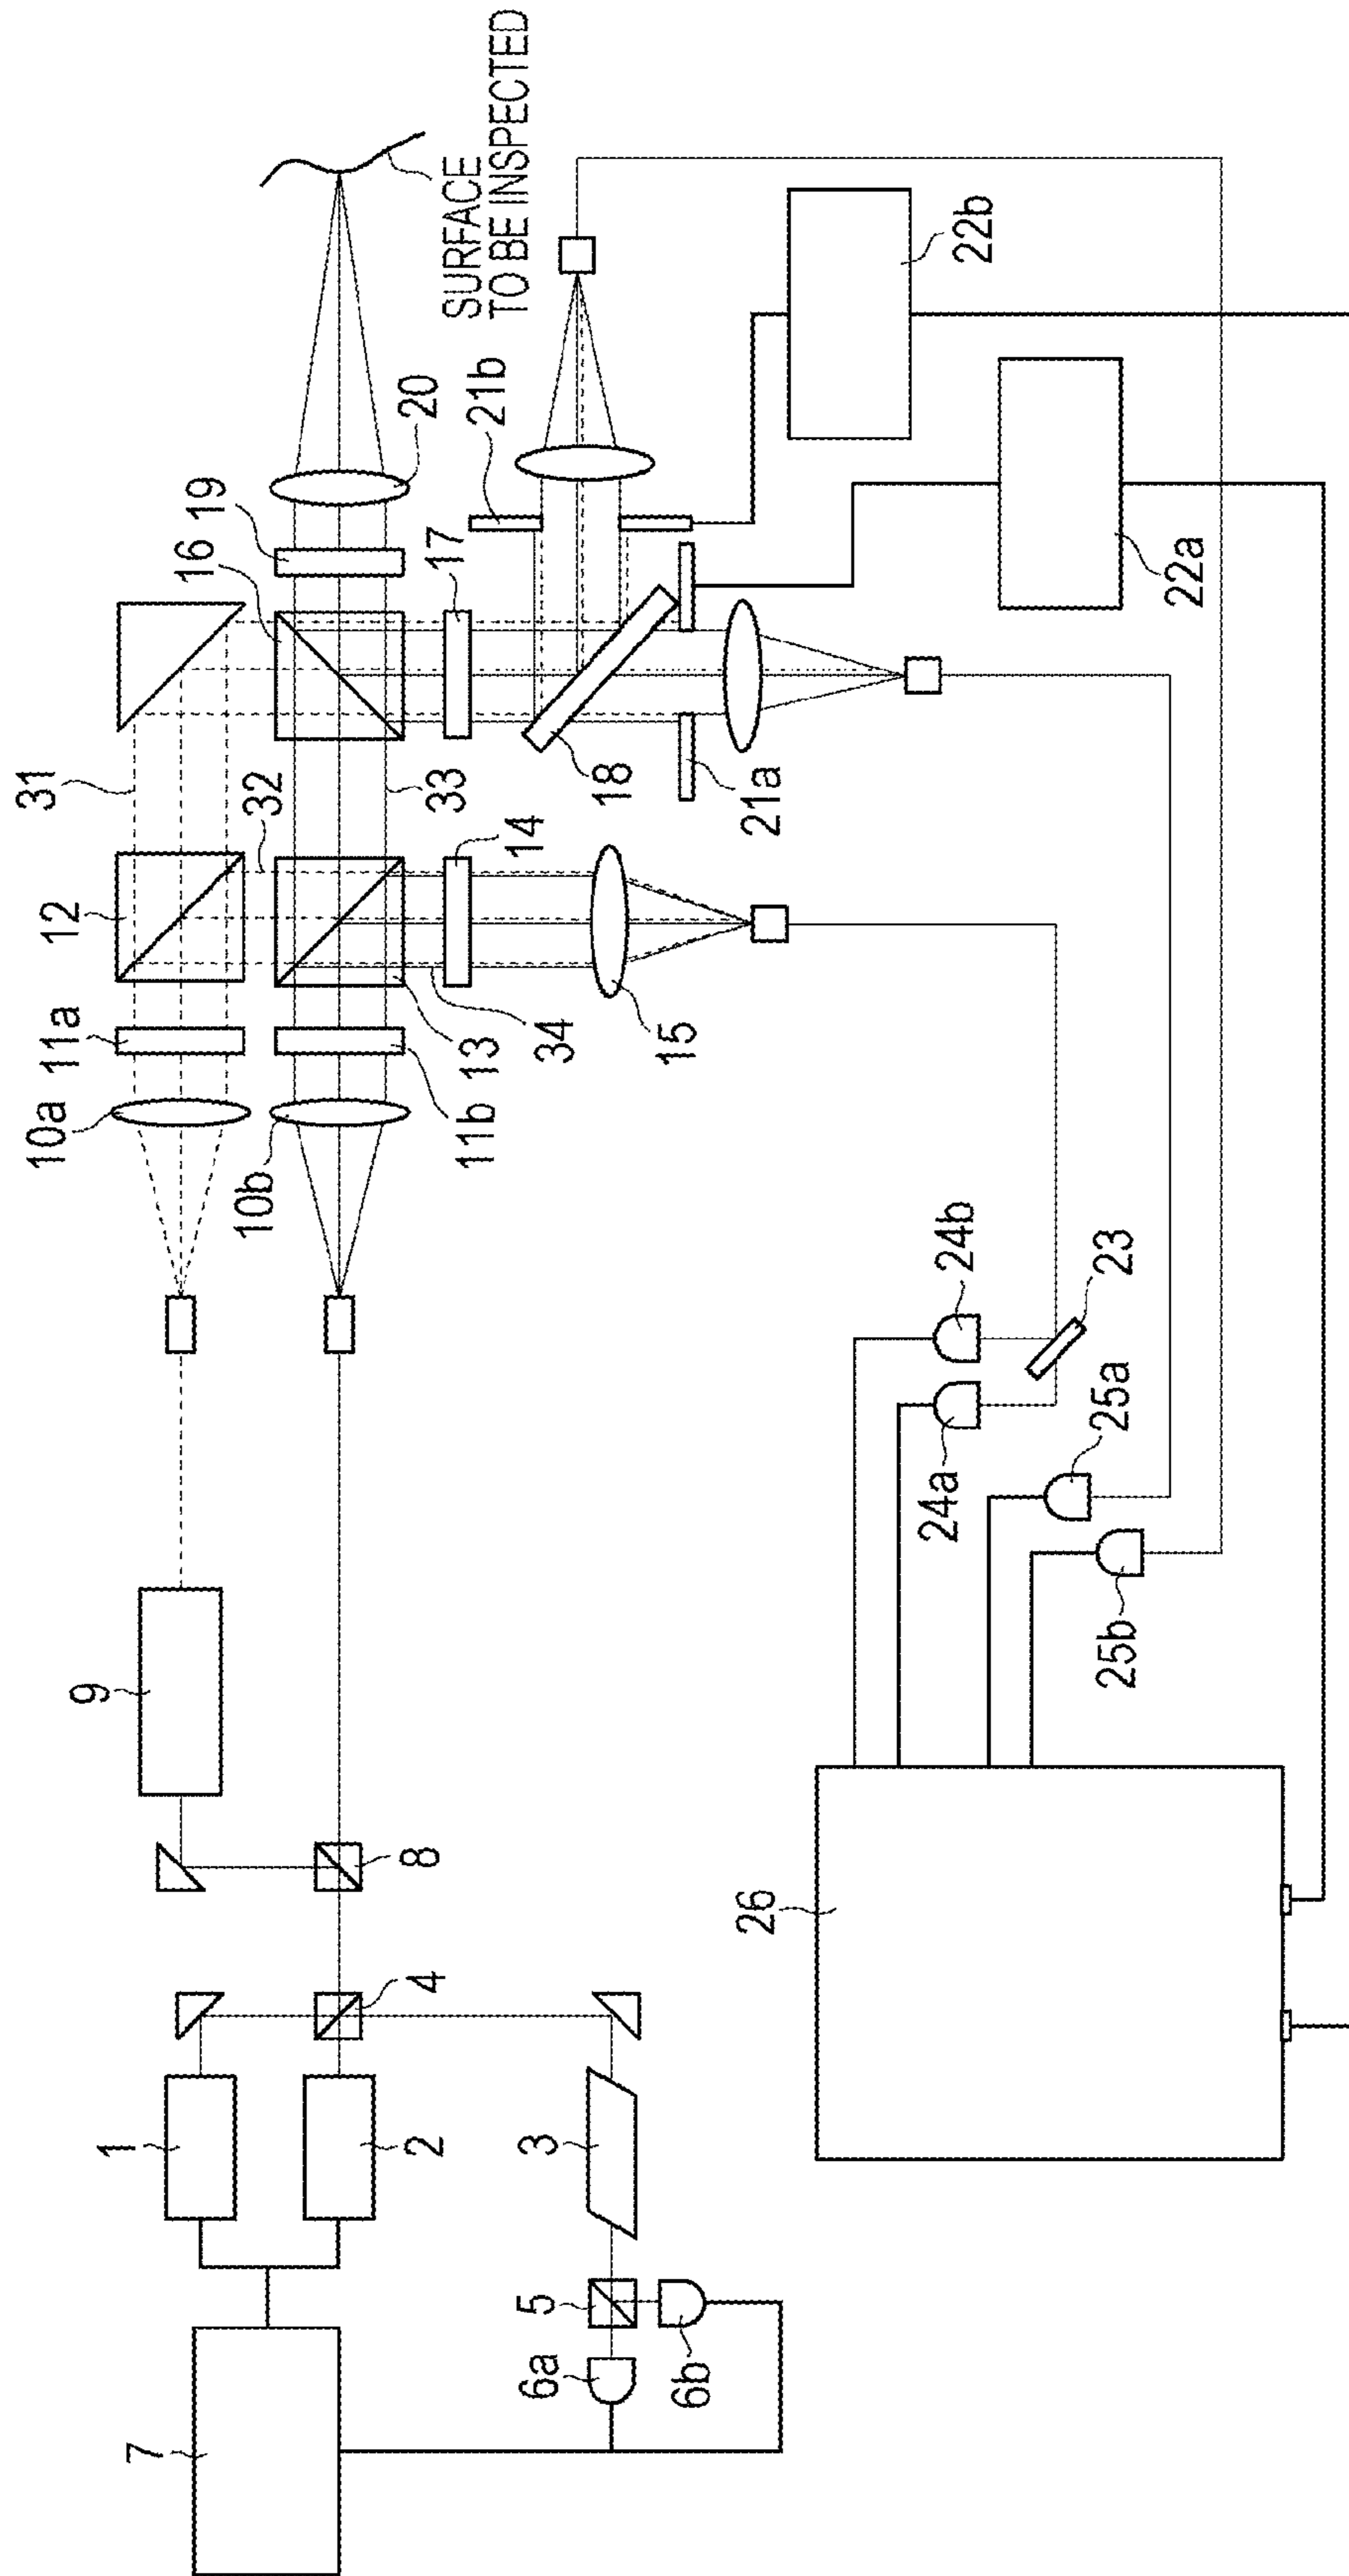 SURFACE
TO BE INSPECTED
31
12
11a
10a
32
16
19
20
33
13
11b
10b
34
14
17
21b
15
18
21a
22b
22a
9
8
4
1
2
3
5
6a
6b
7
24b
23
24a
25a
25b
26